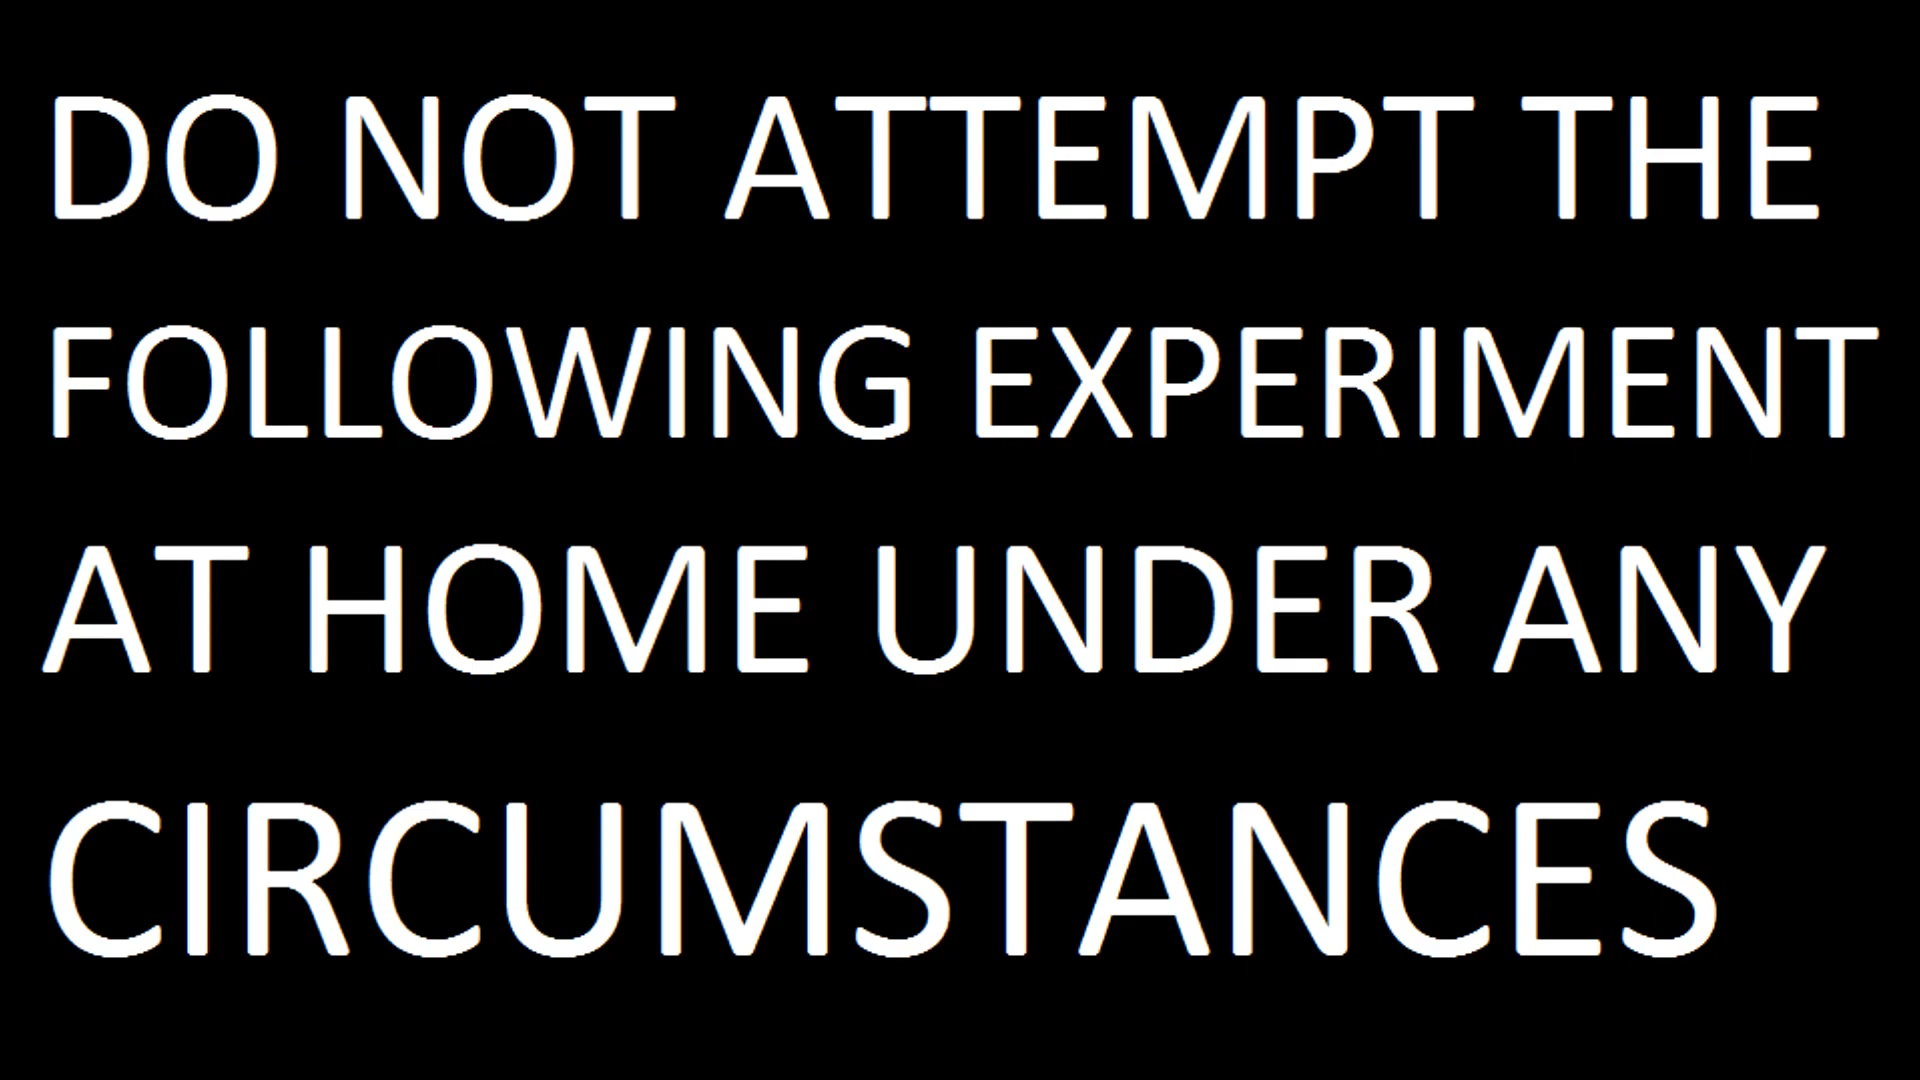 DO NOT ATTEMPT THE
FOLLOWING EXPERIMENT
AT HOME UNDER ANY
CIRCUMSTANCES